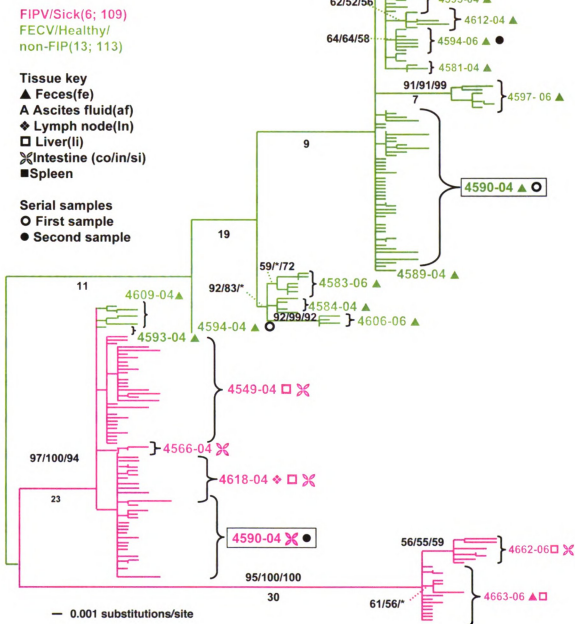 FIPV/Sick(6; 109)
FECV/Healthy/
non-FIP(13; 113)
Tissue key
▲ Feces(fe)
A Ascites fluid(af)
❖ Lymph node(ln)
□ Liver(li)
Intestine (co/in/si)
■Spleen
Serial samples
O First sample
● Second sample
62/52/56
4612-04 ▲
64/64/58
4594-06 ▲ ●
4581-04 ▲
91/91/99
7
4597-06 ▲
9
4590-04 ▲ O
19
4589-04 ▲
59/*/72
4583-06 ▲
92/83/*
11
4609-04▲
4584-04 ▲
92/99/92
4606-06 ▲
4594-04 ▲ O
4593-04 ▲
4549-04 □
4566-04
97/100/94
4618-04 ❖ □
23
4590-04 ●
56/55/59
4662-06□
95/100/100
30
61/56/*
4663-06 ▲□
0.001 substitutions/site